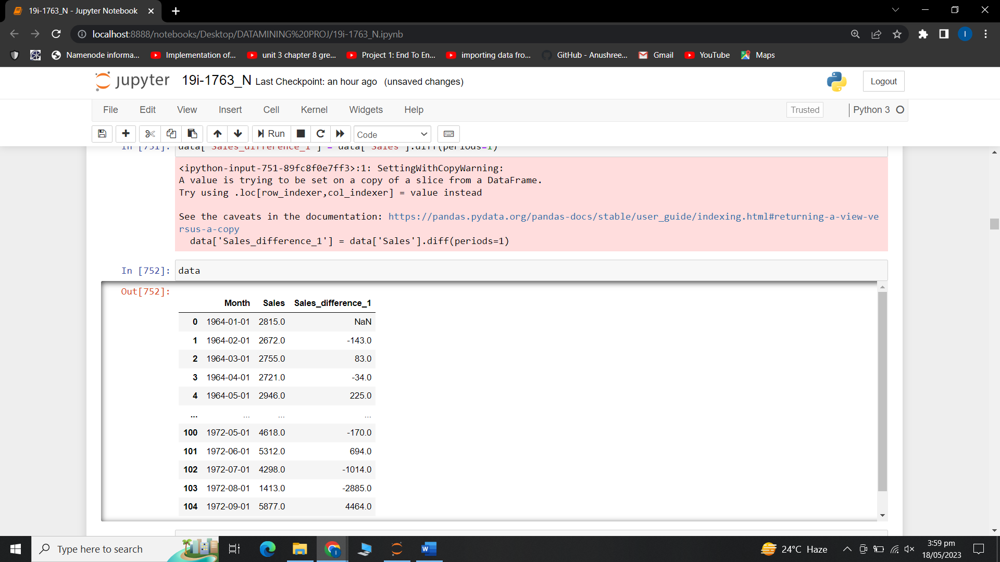 19i-1763_N - Jupyter Notebook
localhost:8888/notebooks/Desktop/DATAMINING%20PROJ/19i-1763_N.ipynb
I
Namenode informa... Implementation of... unit 3 chapter 8 gre... Project 1: End To En... importing data fro... GitHub - Anushree... Gmail YouTube Maps
jupyter 19i-1763_N Last Checkpoint: an hour ago (unsaved changes) Logout
File Edit View Insert Cell Kernel Widgets Help Trusted Python 3
Run Code
In [751]: data['Sales_difference_1'] = data['Sales'].diff(periods=1)
<ipython-input-751-89fc8f0e7ff3>:1: SettingWithCopyWarning:
A value is trying to be set on a copy of a slice from a DataFrame.
Try using .loc[row_indexer,col_indexer] = value instead
See the caveats in the documentation: https://pandas.pydata.org/pandas-docs/stable/user_guide/indexing.html#returning-a-view-ve
rsus-a-copy
data['Sales_difference_1'] = data['Sales'].diff(periods=1)
In [752]: data
Out[752]:
Month Sales Sales_difference_1
0 1964-01-01 2815.0 NaN
1 1964-02-01 2672.0 -143.0
2 1964-03-01 2755.0 83.0
3 1964-04-01 2721.0 -34.0
4 1964-05-01 2946.0 225.0
... ... ... ...
100 1972-05-01 4618.0 -170.0
101 1972-06-01 5312.0 694.0
102 1972-07-01 4298.0 -1014.0
103 1972-08-01 1413.0 -2885.0
104 1972-09-01 5877.0 4464.0
Type here to search
24°C Haze
3:59 pm
18/05/2023